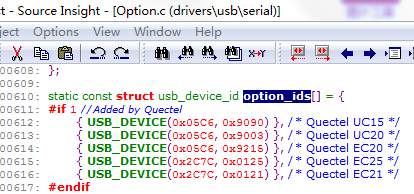 ct - Source Insight - [Option.c (drivers\usb\serial)]
ject Options View Window Help
00608: };
00609:
00610: static const struct usb_device_id option_ids[] = {
00611: #if 1 //Added by Quectel
00612: { USB_DEVICE(0x05C6, 0x9090) }, /* Quectel UC15 */
00613: { USB_DEVICE(0x05C6, 0x9003) }, /* Quectel UC20 */
00614: { USB_DEVICE(0x05C6, 0x9215) }, /* Quectel EC20 */
00615: { USB_DEVICE(0x2C7C, 0x0125) }, /* Quectel EC25 */
00616: { USB_DEVICE(0x2C7C, 0x0121) }, /* Quectel EC21 */
00617: #endif